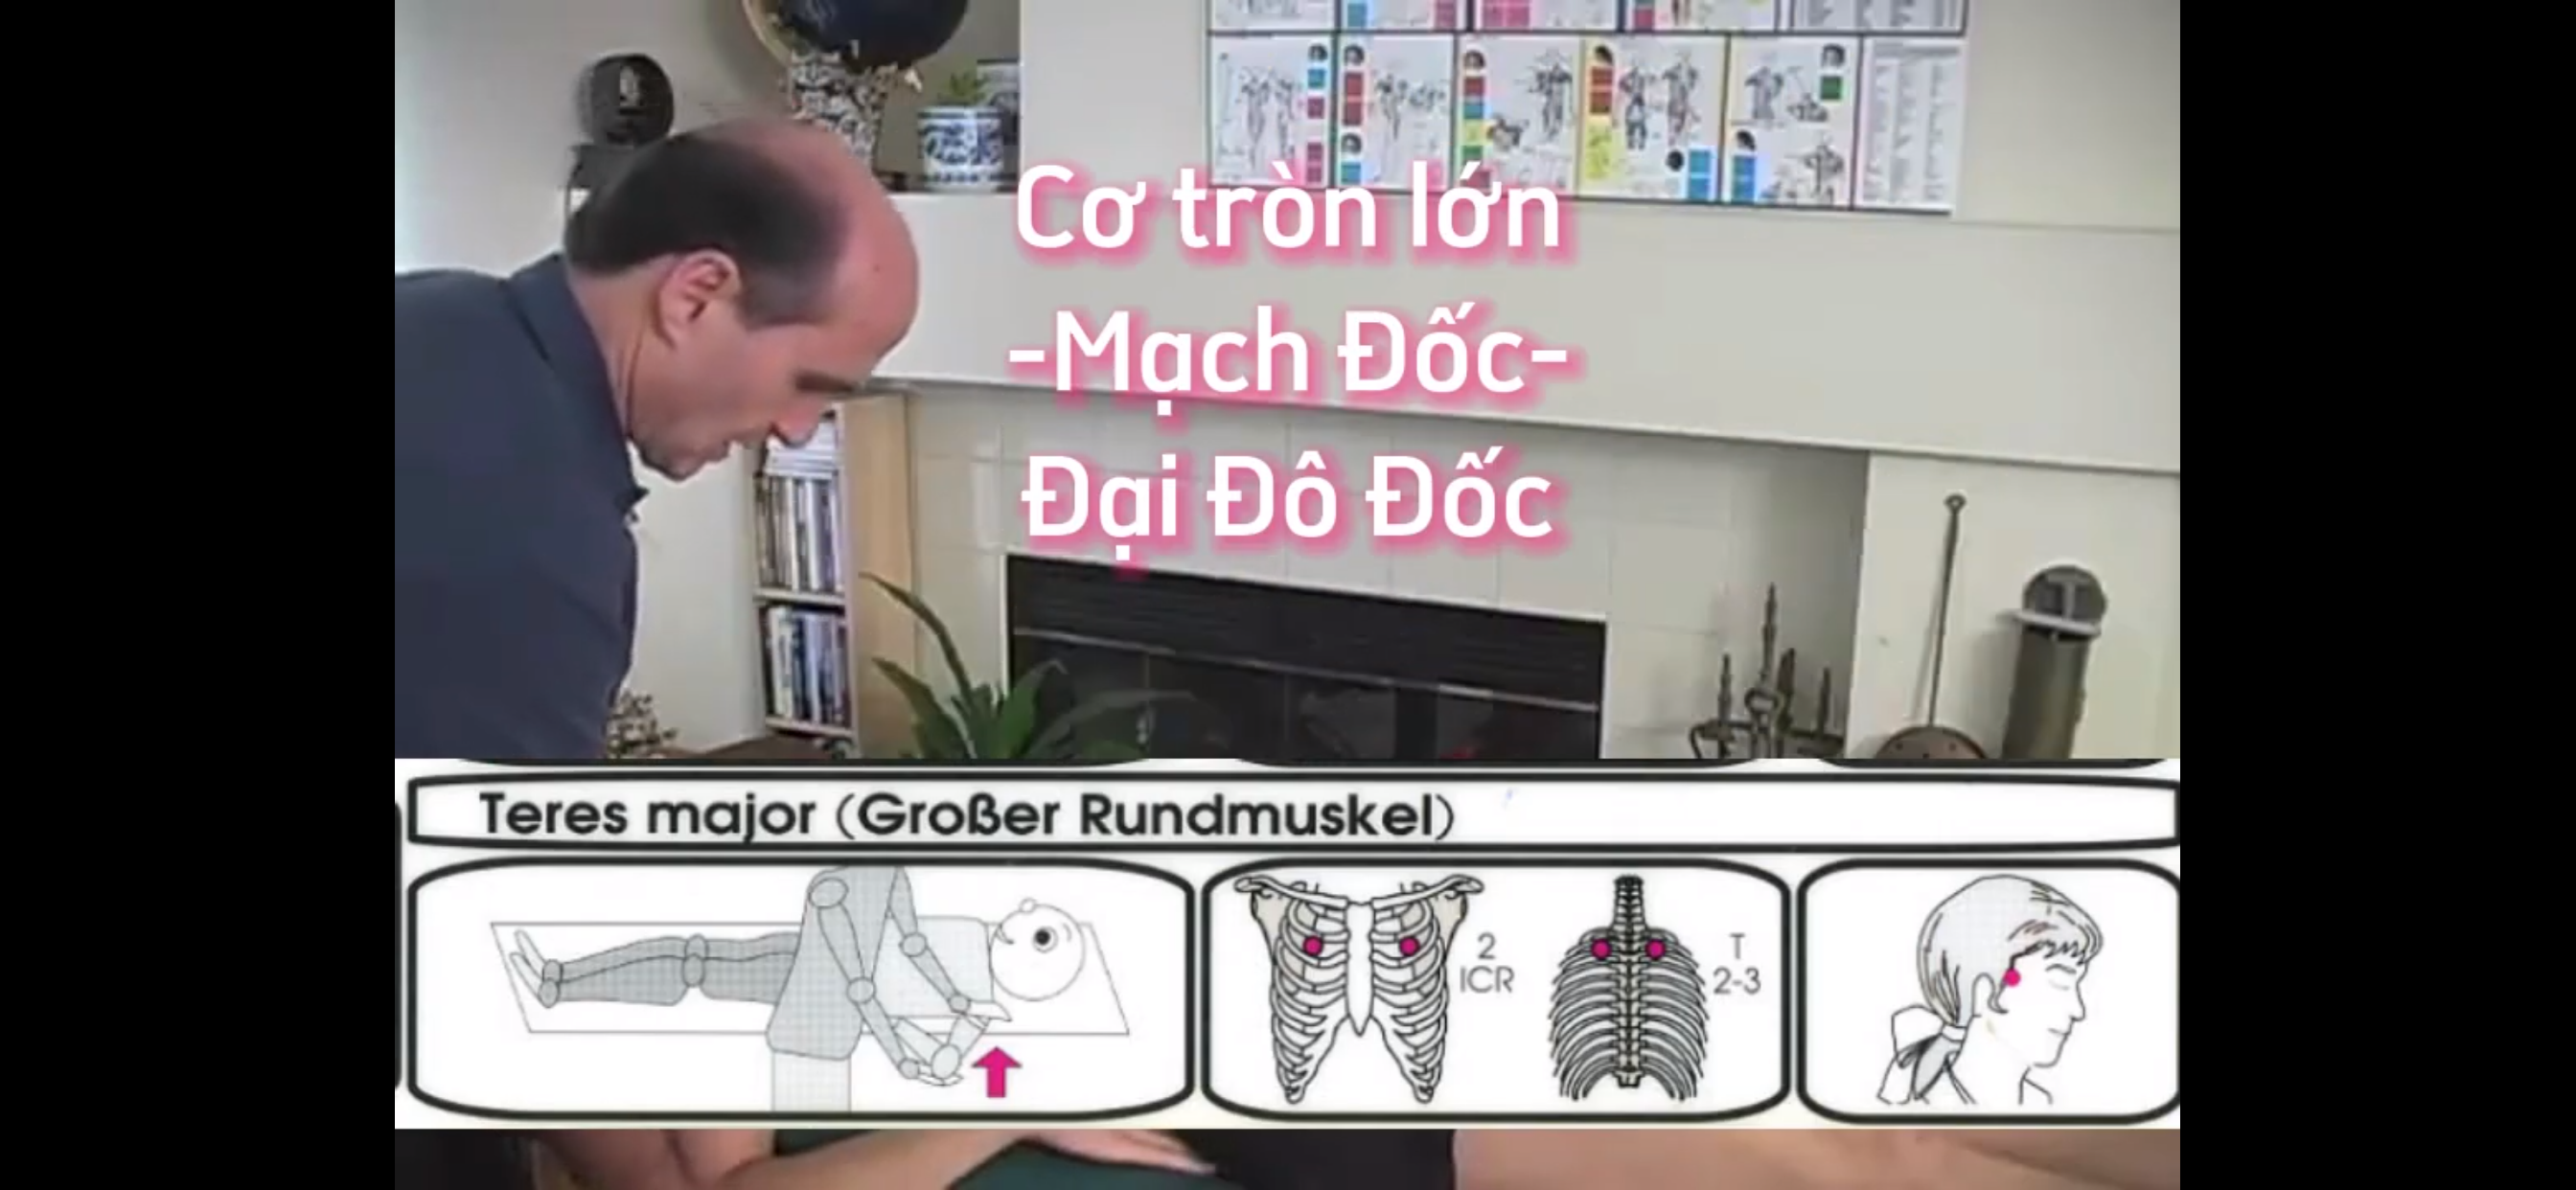 Cơ tròn lớn
-Mạch Đốc-
Đại Đô Đốc
Teres major (Großer Rundmuskel)
2
ICR
T
2-3